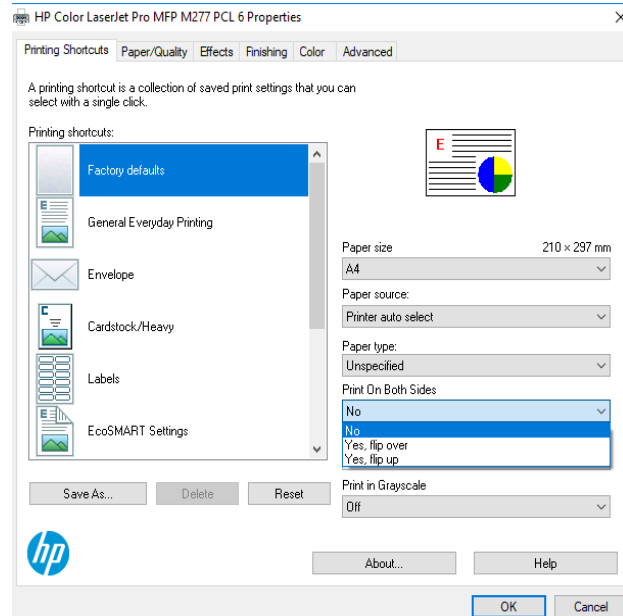 HP Color LaserJet Pro MFP M277 PCL 6 Properties
Printing Shortcuts Paper/Quality Effects Finishing Color Advanced
A printing shortcut is a collection of saved print settings that you can
select with a single click.
Printing shortcuts:
Factory defaults
General Everyday Printing
Envelope
Cardstock/Heavy
Labels
EcoSMART Settings
Save As... Delete Reset
E
Paper size 210 × 297 mm
A4
Paper source:
Printer auto select
Paper type:
Unspecified
Print On Both Sides
No
No
Yes, flip over
Yes, flip up
Print in Grayscale
Off
hp
About... Help
OK Cancel